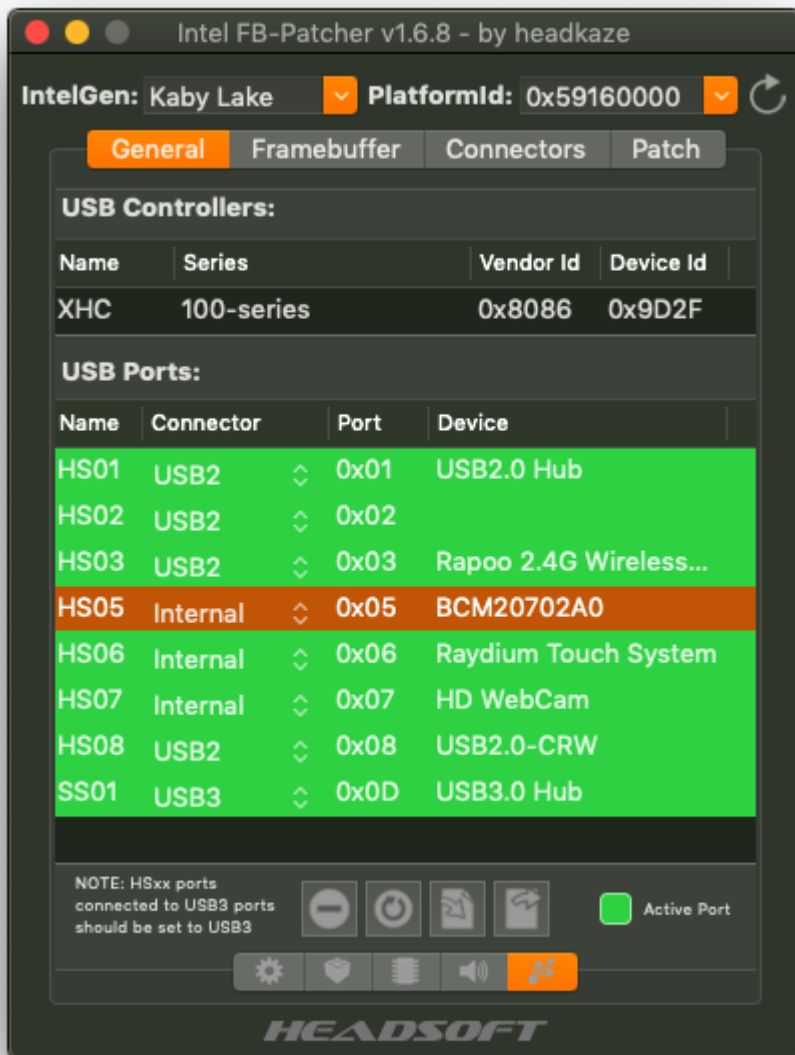 Intel FB-Patcher v1.6.8 - by headkaze
IntelGen: Kaby Lake PlatformId: 0x59160000
General Framebuffer Connectors Patch
USB Controllers:
Name Series Vendor Id Device Id
XHC 100-series 0x8086 0x9D2F
USB Ports:
Name Connector Port Device
HS01 USB2 0x01 USB2.0 Hub
HS02 USB2 0x02
HS03 USB2 0x03 Rapoo 2.4G Wireless...
HS05 Internal 0x05 BCM20702A0
HS06 Internal 0x06 Raydium Touch System
HS07 Internal 0x07 HD WebCam
HS08 USB2 0x08 USB2.0-CRW
SS01 USB3 0x0D USB3.0 Hub
NOTE: HSxx ports
connected to USB3 ports
should be set to USB3
Active Port
HEADSOFT